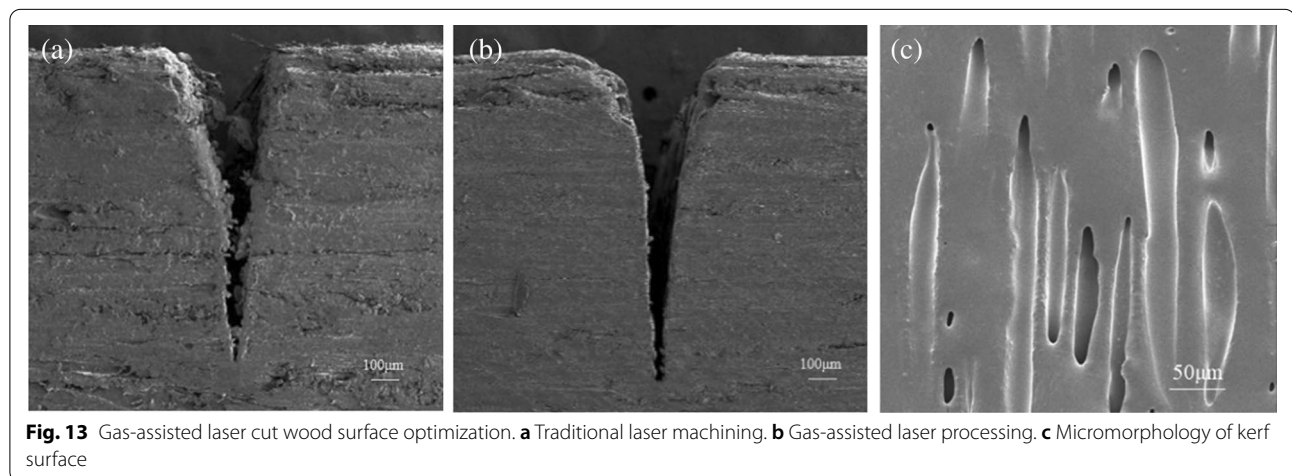 (a)
(b)
(c)
100μm
100μm
50μm
Fig. 13 Gas-assisted laser cut wood surface optimization. a Traditional laser machining. b Gas-assisted laser processing. c Micromorphology of kerf
surface